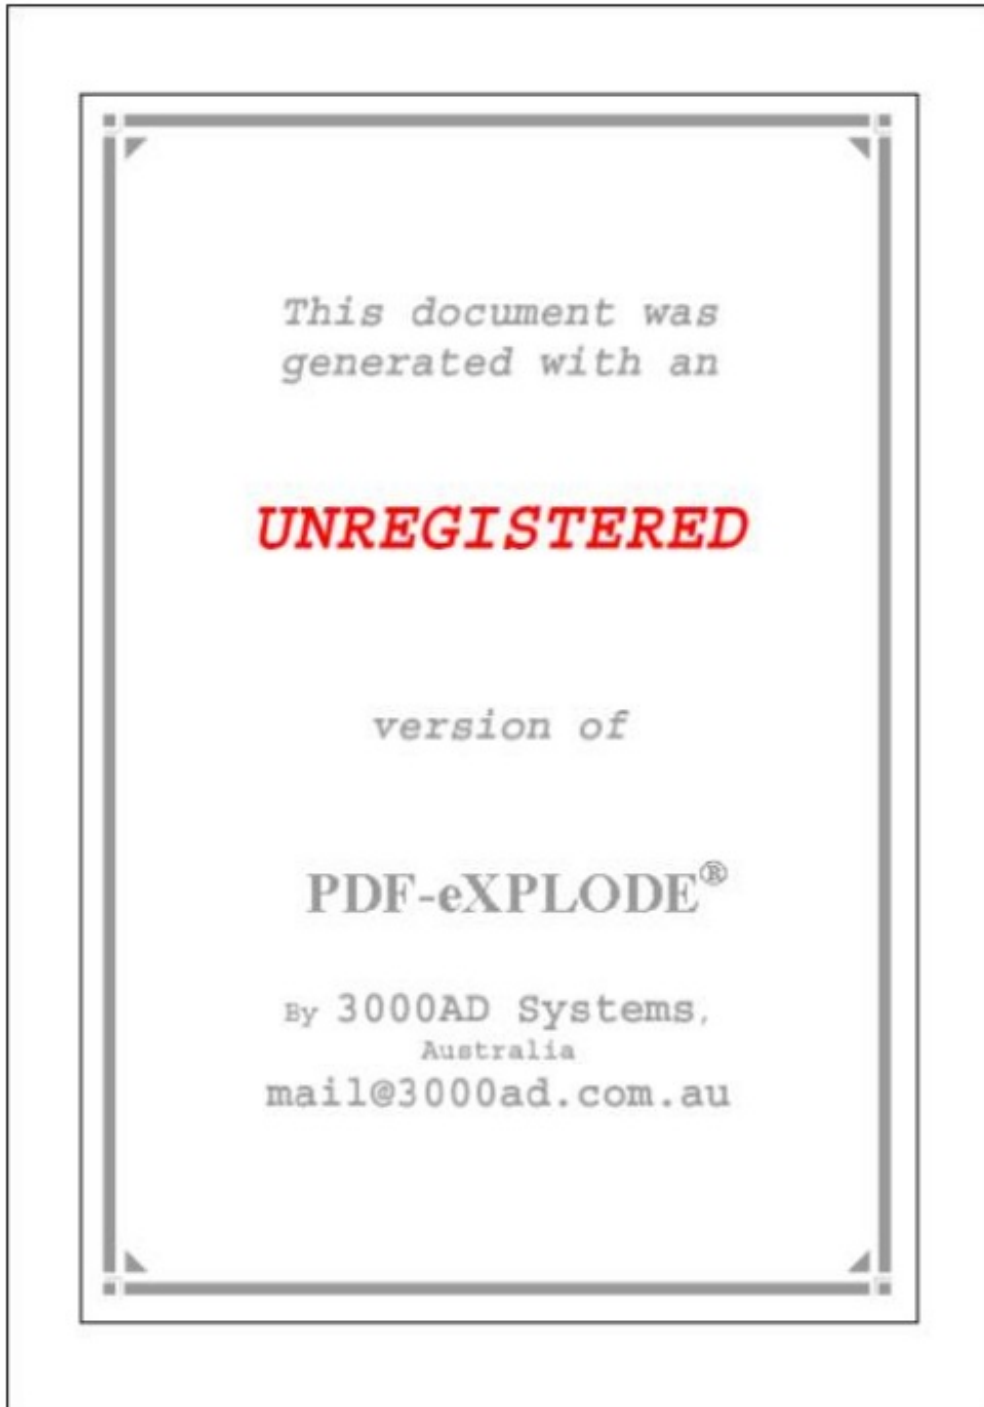 This document was
generated with an
UNREGISTERED
version of
PDF-eXPLODE®
By 3000AD Systems,
Australia
mail@3000ad.com.au